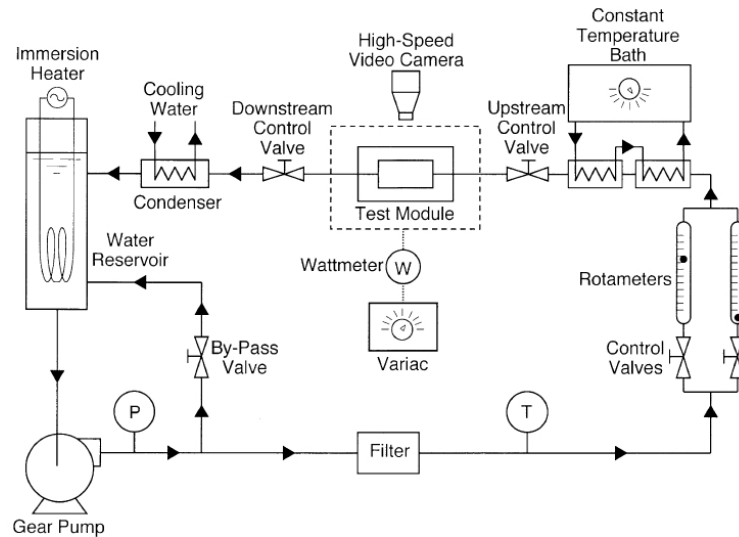 Constant
Temperature
Bath
High-Speed
Video Camera
Immersion
Heater
Cooling
Water
Downstream
Control
Valve
Upstream
Control
Valve
Condenser
Test Module
Water
Reservoir
Wattmeter
W
Rotameters
By-Pass
Valve
Variac
Control
Valves
P
T
Filter
Gear Pump